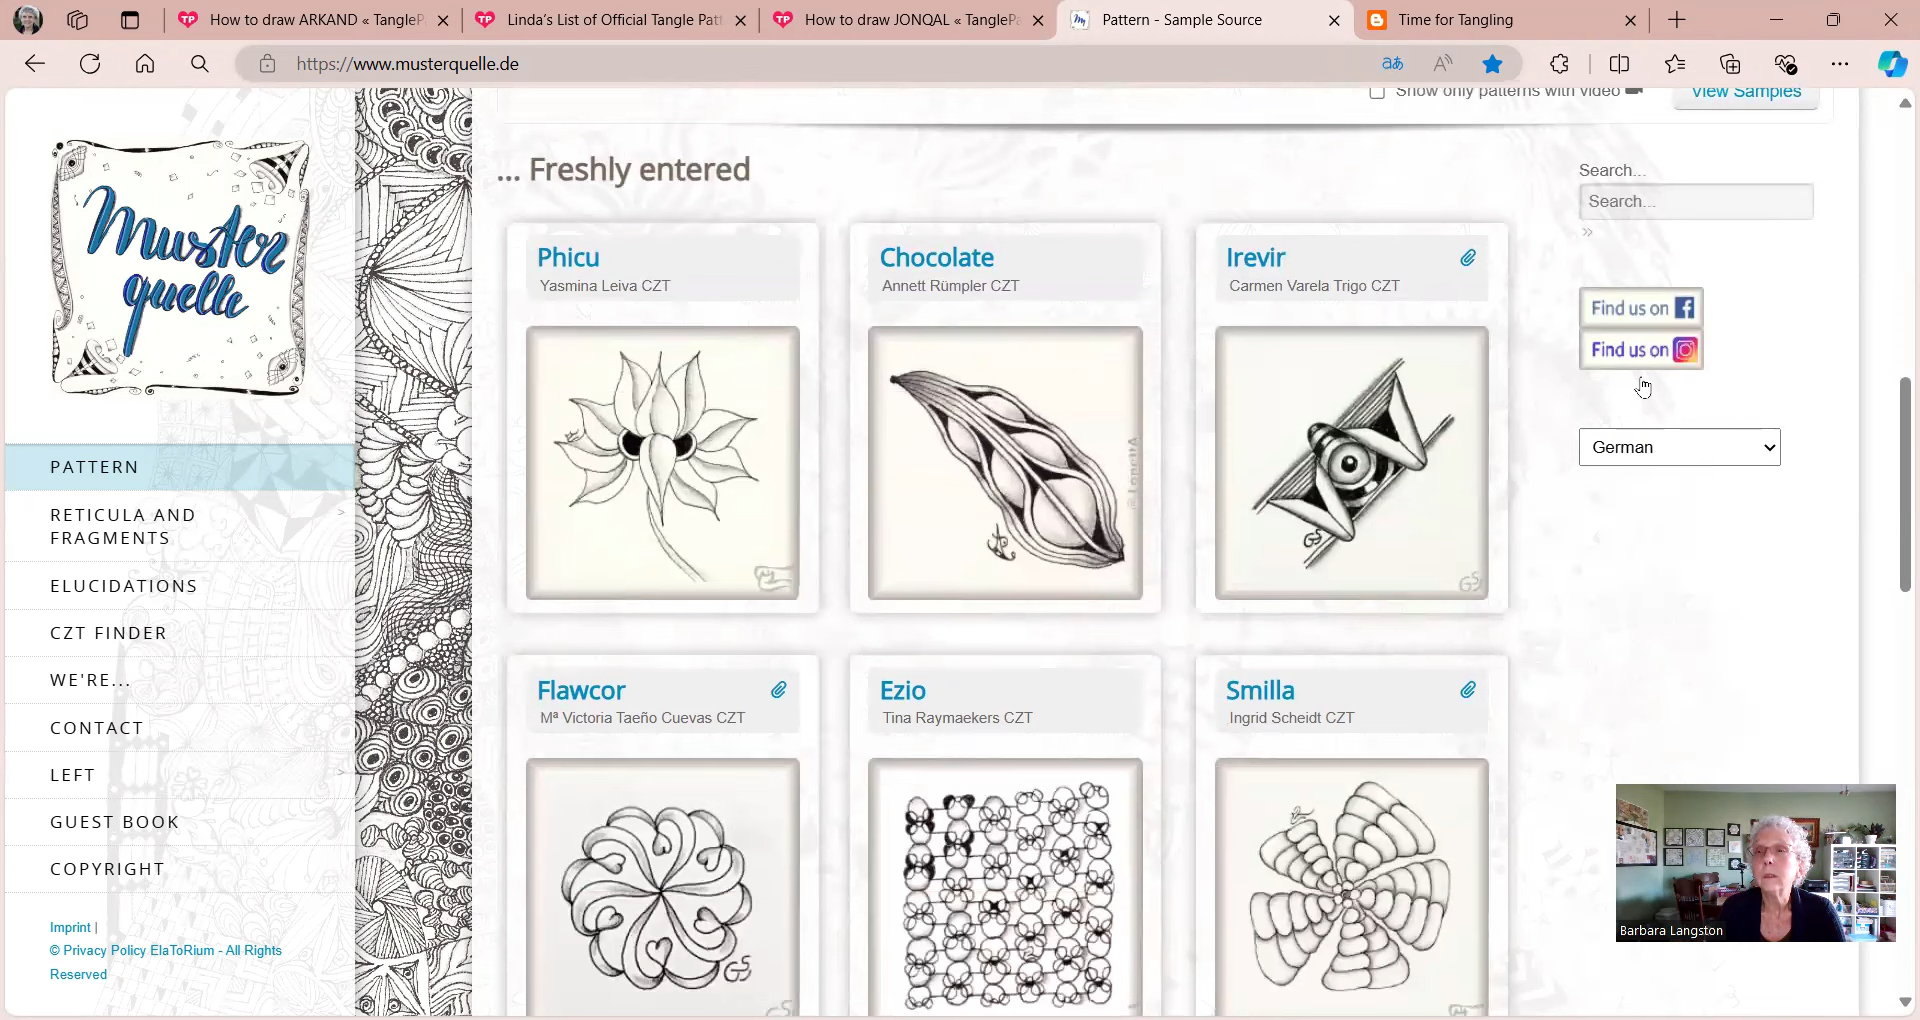 How to draw ARKAND « TangleP
Linda's List of Official Tangle Pat
How to draw JONQAL « TanglePa
Pattern - Sample Source
Time for Tangling
https://www.musterquelle.de
Show only patterns with video
View Samples
Muster
quelle
PATTERN
RETICULA AND
FRAGMENTS
ELUCIDATIONS
CZT FINDER
WE'RE...
CONTACT
LEFT
GUEST BOOK
COPYRIGHT
Imprint |
© Privacy Policy ElaToRium - All Rights
Reserved
... Freshly entered
Phicu
Yasmina Leiva CZT
Chocolate
Annett Rümpler CZT
Irevir
Carmen Varela Trigo CZT
Flawcor
Mª Victoria Taeño Cuevas CZT
Ezio
Tina Raymaekers CZT
Smilla
Ingrid Scheidt CZT
Search...
Search...
»
Find us on
Find us on
German
Barbara Langston